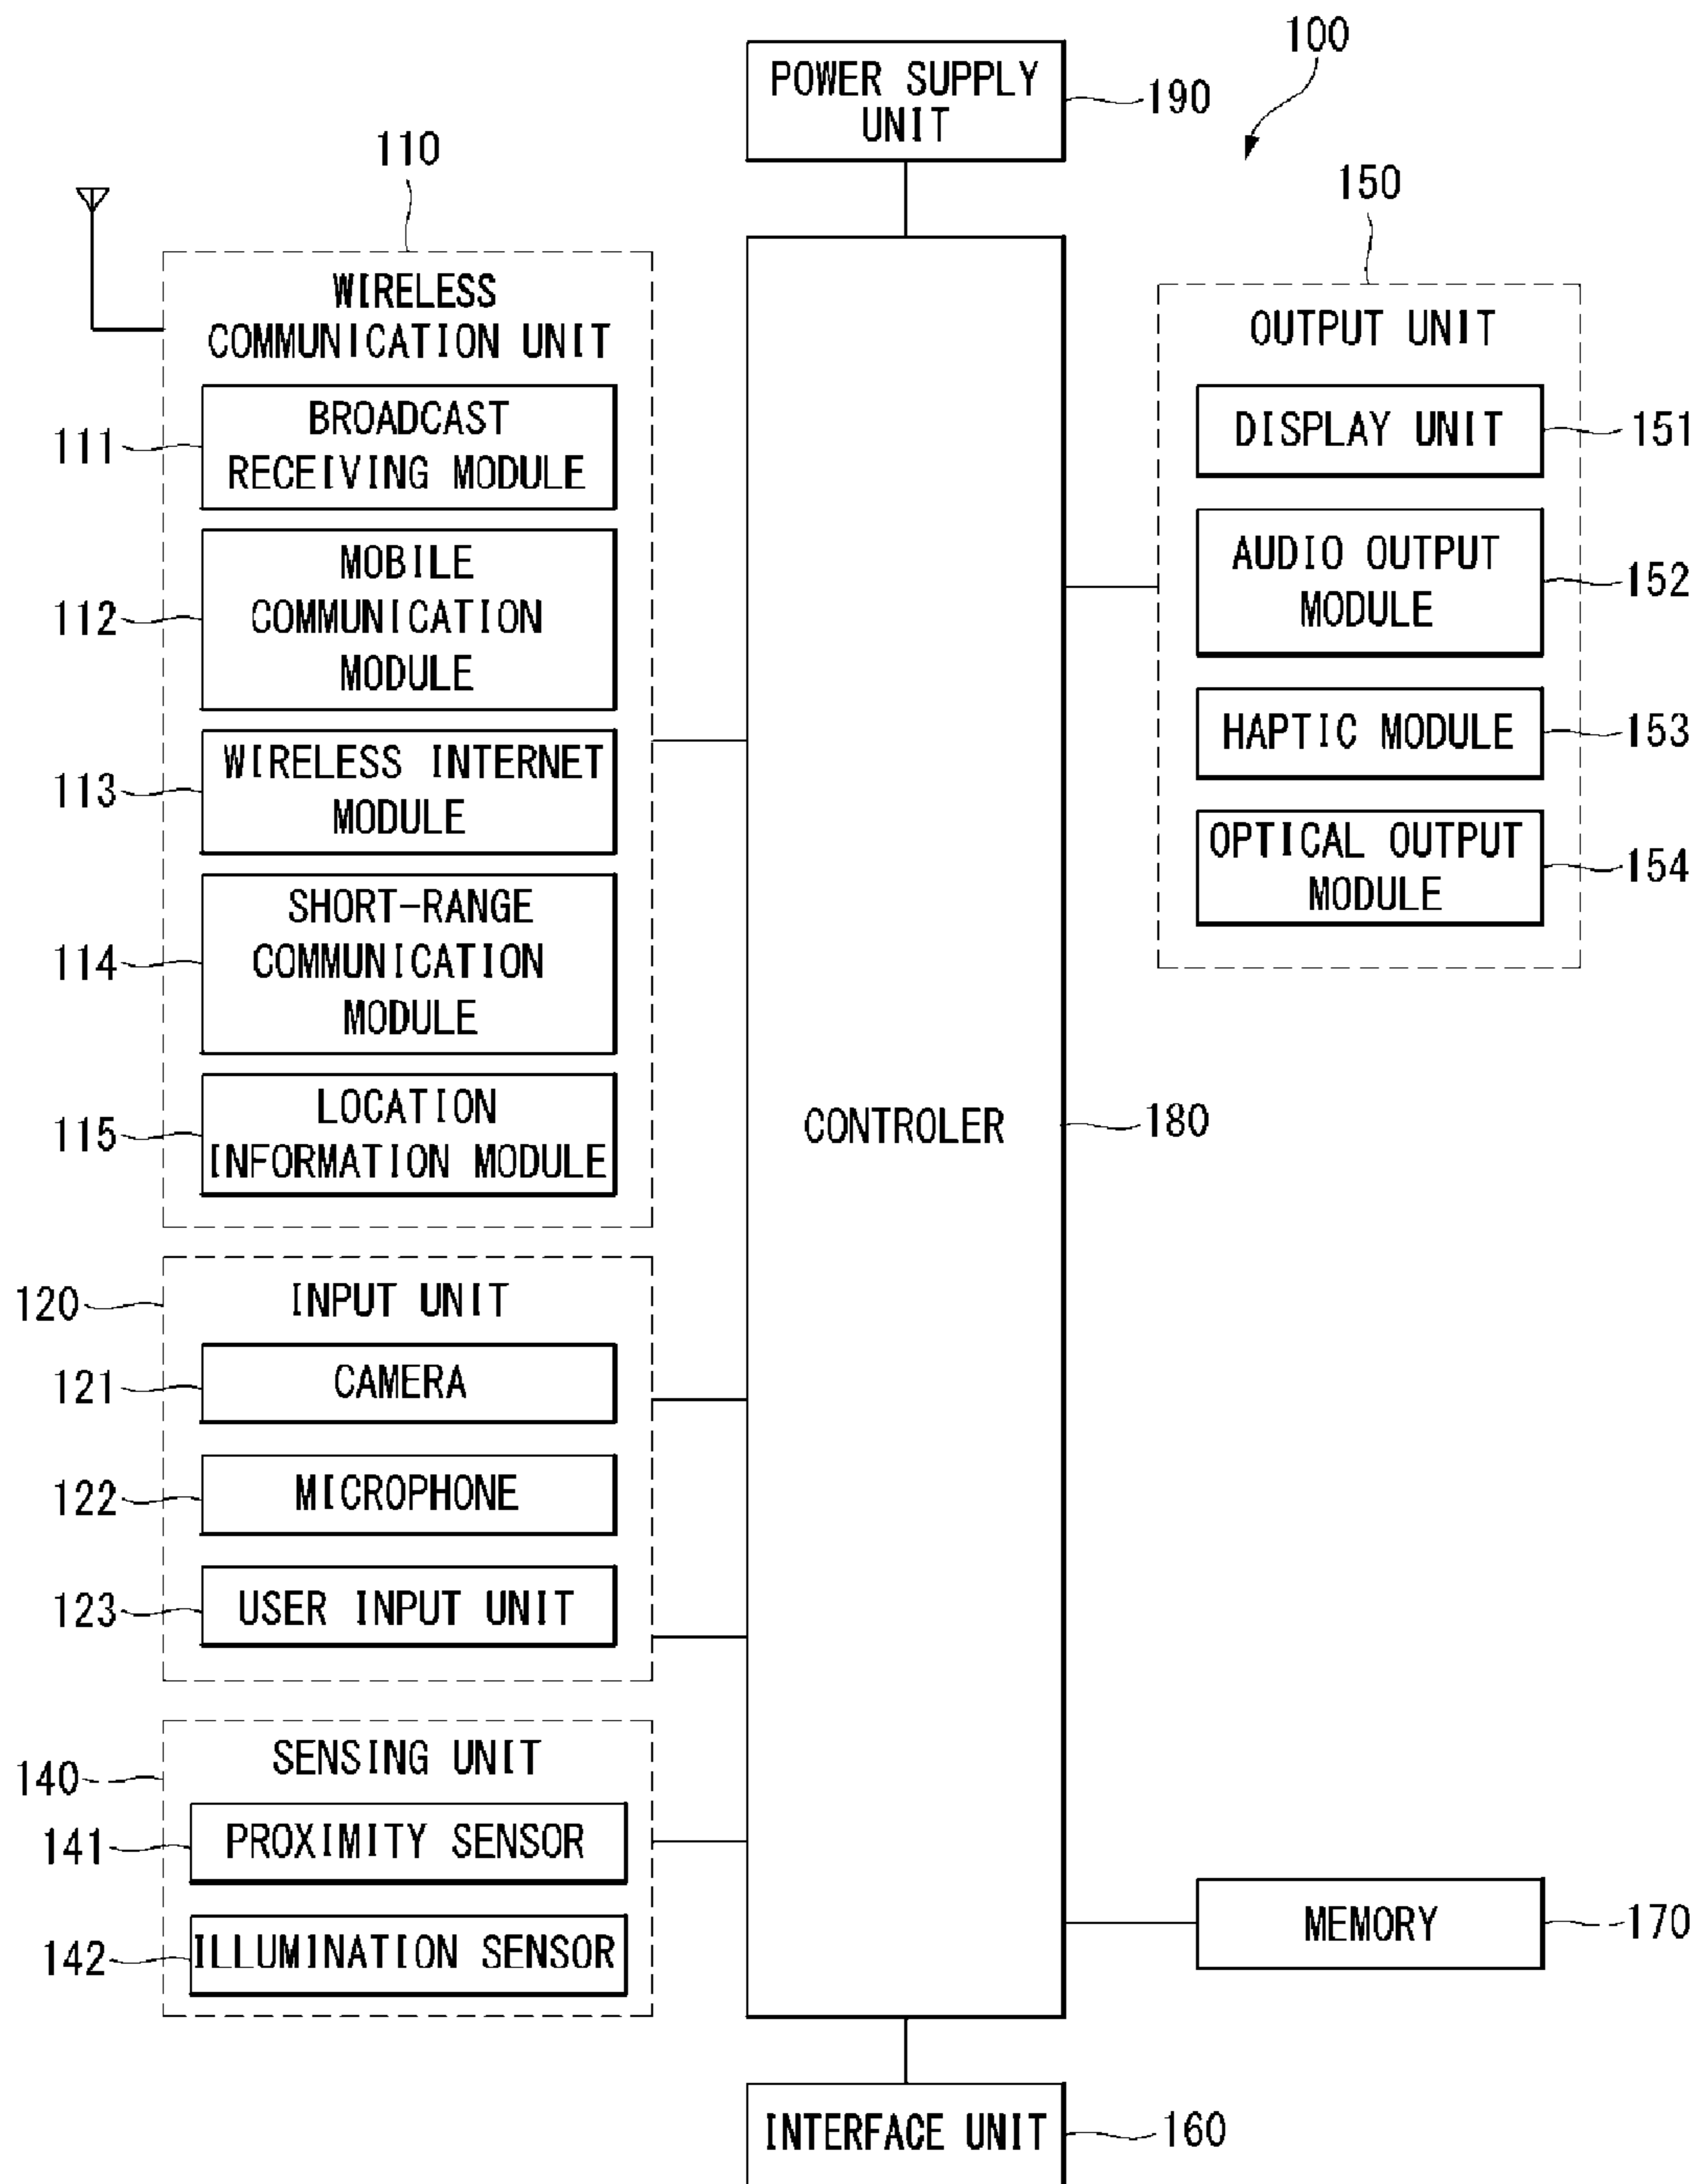 100
POWER SUPPLY
UNIT
190
110
150
WIRELESS
COMMUNICATION UNIT
111
BROADCAST
RECEIVING MODULE
112
MOBILE
COMMUNICATION
MODULE
113
WIRELESS INTERNET
MODULE
114
SHORT-RANGE
COMMUNICATION
MODULE
115
LOCATION
INFORMATION MODULE
120
INPUT UNIT
121
CAMERA
122
MICROPHONE
123
USER INPUT UNIT
140
SENSING UNIT
141
PROXIMITY SENSOR
142
ILLUMINATION SENSOR
CONTROLER
180
OUTPUT UNIT
DISPLAY UNIT
151
AUDIO OUTPUT
MODULE
152
HAPTIC MODULE
153
OPTICAL OUTPUT
MODULE
154
MEMORY
170
INTERFACE UNIT
160